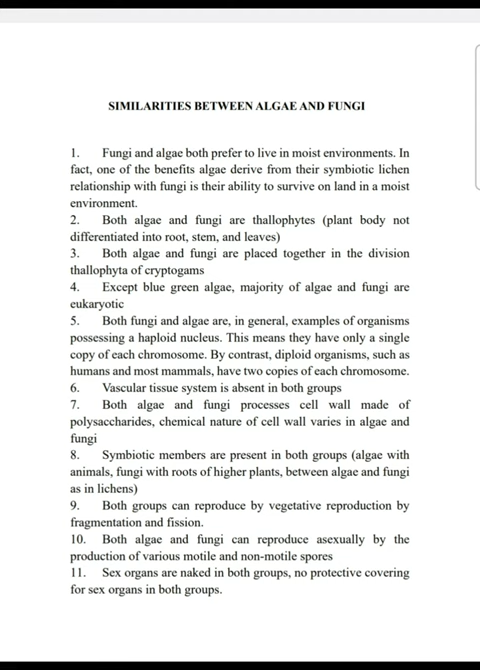 SIMILARITIES BETWEEN ALGAE AND FUNGI
1. Fungi and algae both prefer to live in moist environments. In
fact, one of the benefits algae derive from their symbiotic lichen
relationship with fungi is their ability to survive on land in a moist
environment.
2. Both algae and fungi are thallophytes (plant body not
differentiated into root, stem, and leaves)
3. Both algae and fungi are placed together in the division
thallophyta of cryptogams
4. Except blue green algae, majority of algae and fungi are
eukaryotic
5. Both fungi and algae are, in general, examples of organisms
possessing a haploid nucleus. This means they have only a single
copy of each chromosome. By contrast, diploid organisms, such as
humans and most mammals, have two copies of each chromosome.
6. Vascular tissue system is absent in both groups
7. Both algae and fungi processes cell wall made of
polysaccharides, chemical nature of cell wall varies in algae and
fungi
8. Symbiotic members are present in both groups (algae with
animals, fungi with roots of higher plants, between algae and fungi
as in lichens)
9. Both groups can reproduce by vegetative reproduction by
fragmentation and fission.
10. Both algae and fungi can reproduce asexually by the
production of various motile and non-motile spores
11. Sex organs are naked in both groups, no protective covering
for sex organs in both groups.